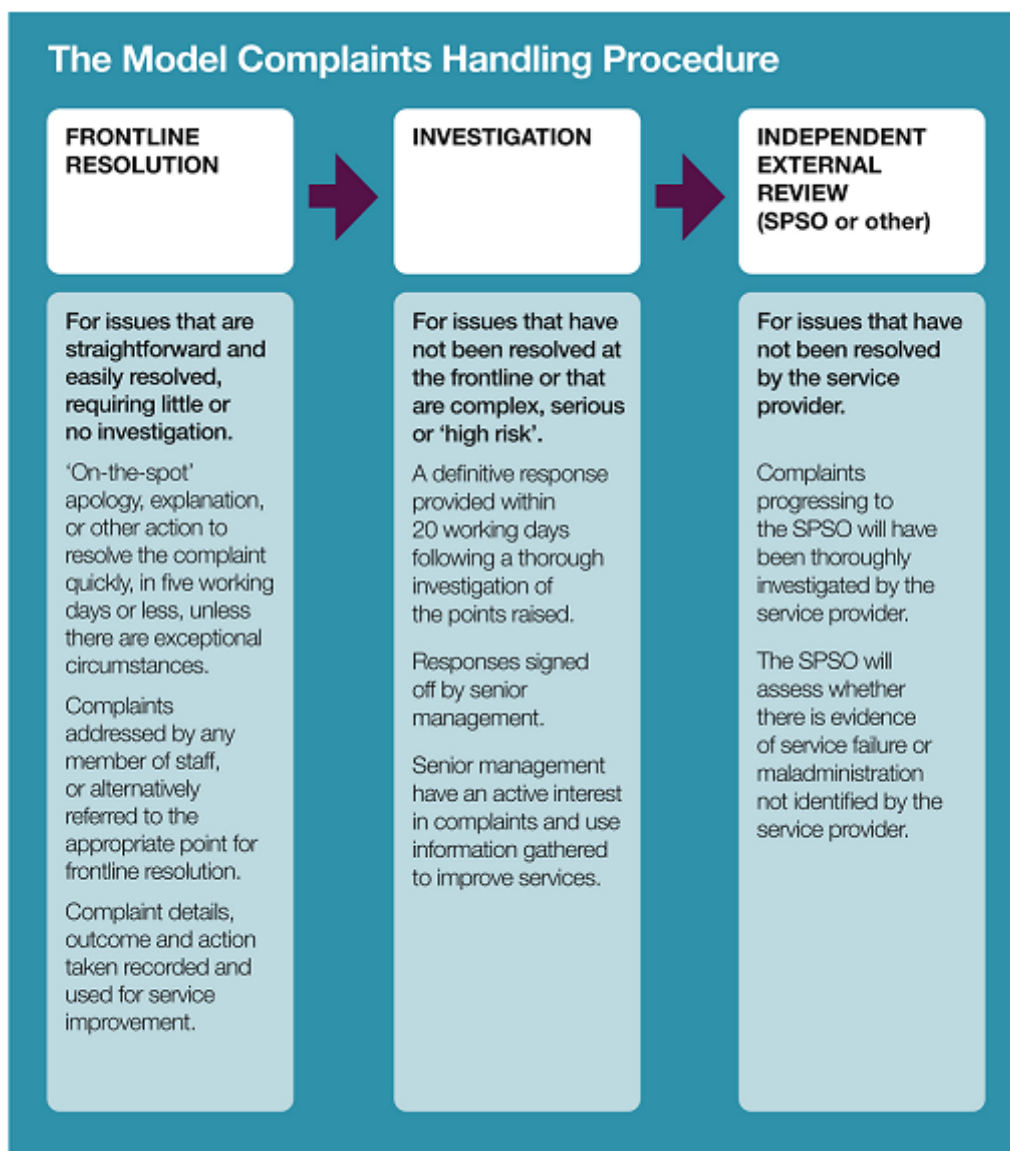 The Model Complaints Handling Procedure
FRONTLINE
RESOLUTION
For issues that are
straightforward and
easily resolved,
requiring little or
no investigation.
‘On-the-spot’
apology, explanation,
or other action to
resolve the complaint
quickly, in five working
days or less, unless
there are exceptional
circumstances.
Complaints
addressed by any
member of staff,
or alternatively
referred to the
appropriate point for
frontline resolution.
Complaint details,
outcome and action
taken recorded and
used for service
improvement.
INVESTIGATION
For issues that have
not been resolved at
the frontline or that
are complex, serious
or ‘high risk’.
A definitive response
provided within
20 working days
following a thorough
investigation of
the points raised.
Responses signed
off by senior
management.
Senior management
have an active interest
in complaints and use
information gathered
to improve services.
INDEPENDENT
EXTERNAL
REVIEW
(SPSO or other)
For issues that have
not been resolved
by the service
provider.
Complaints
progressing to
the SPSO will have
been thoroughly
investigated by the
service provider.
The SPSO will
assess whether
there is evidence
of service failure or
maladministration
not identified by the
service provider.